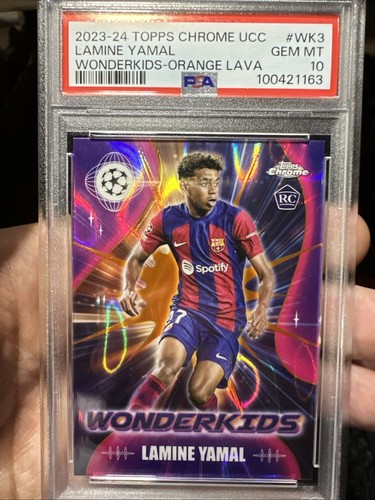 2023-24 TOPPS CHROME UCC #WK3
LAMINE YAMAL GEM MT
WONDERKIDS-ORANGE LAVA 10
PSA 100421163
Topps
Chrome
RC
Spotify
WONDERKIDS
LAMINE YAMAL